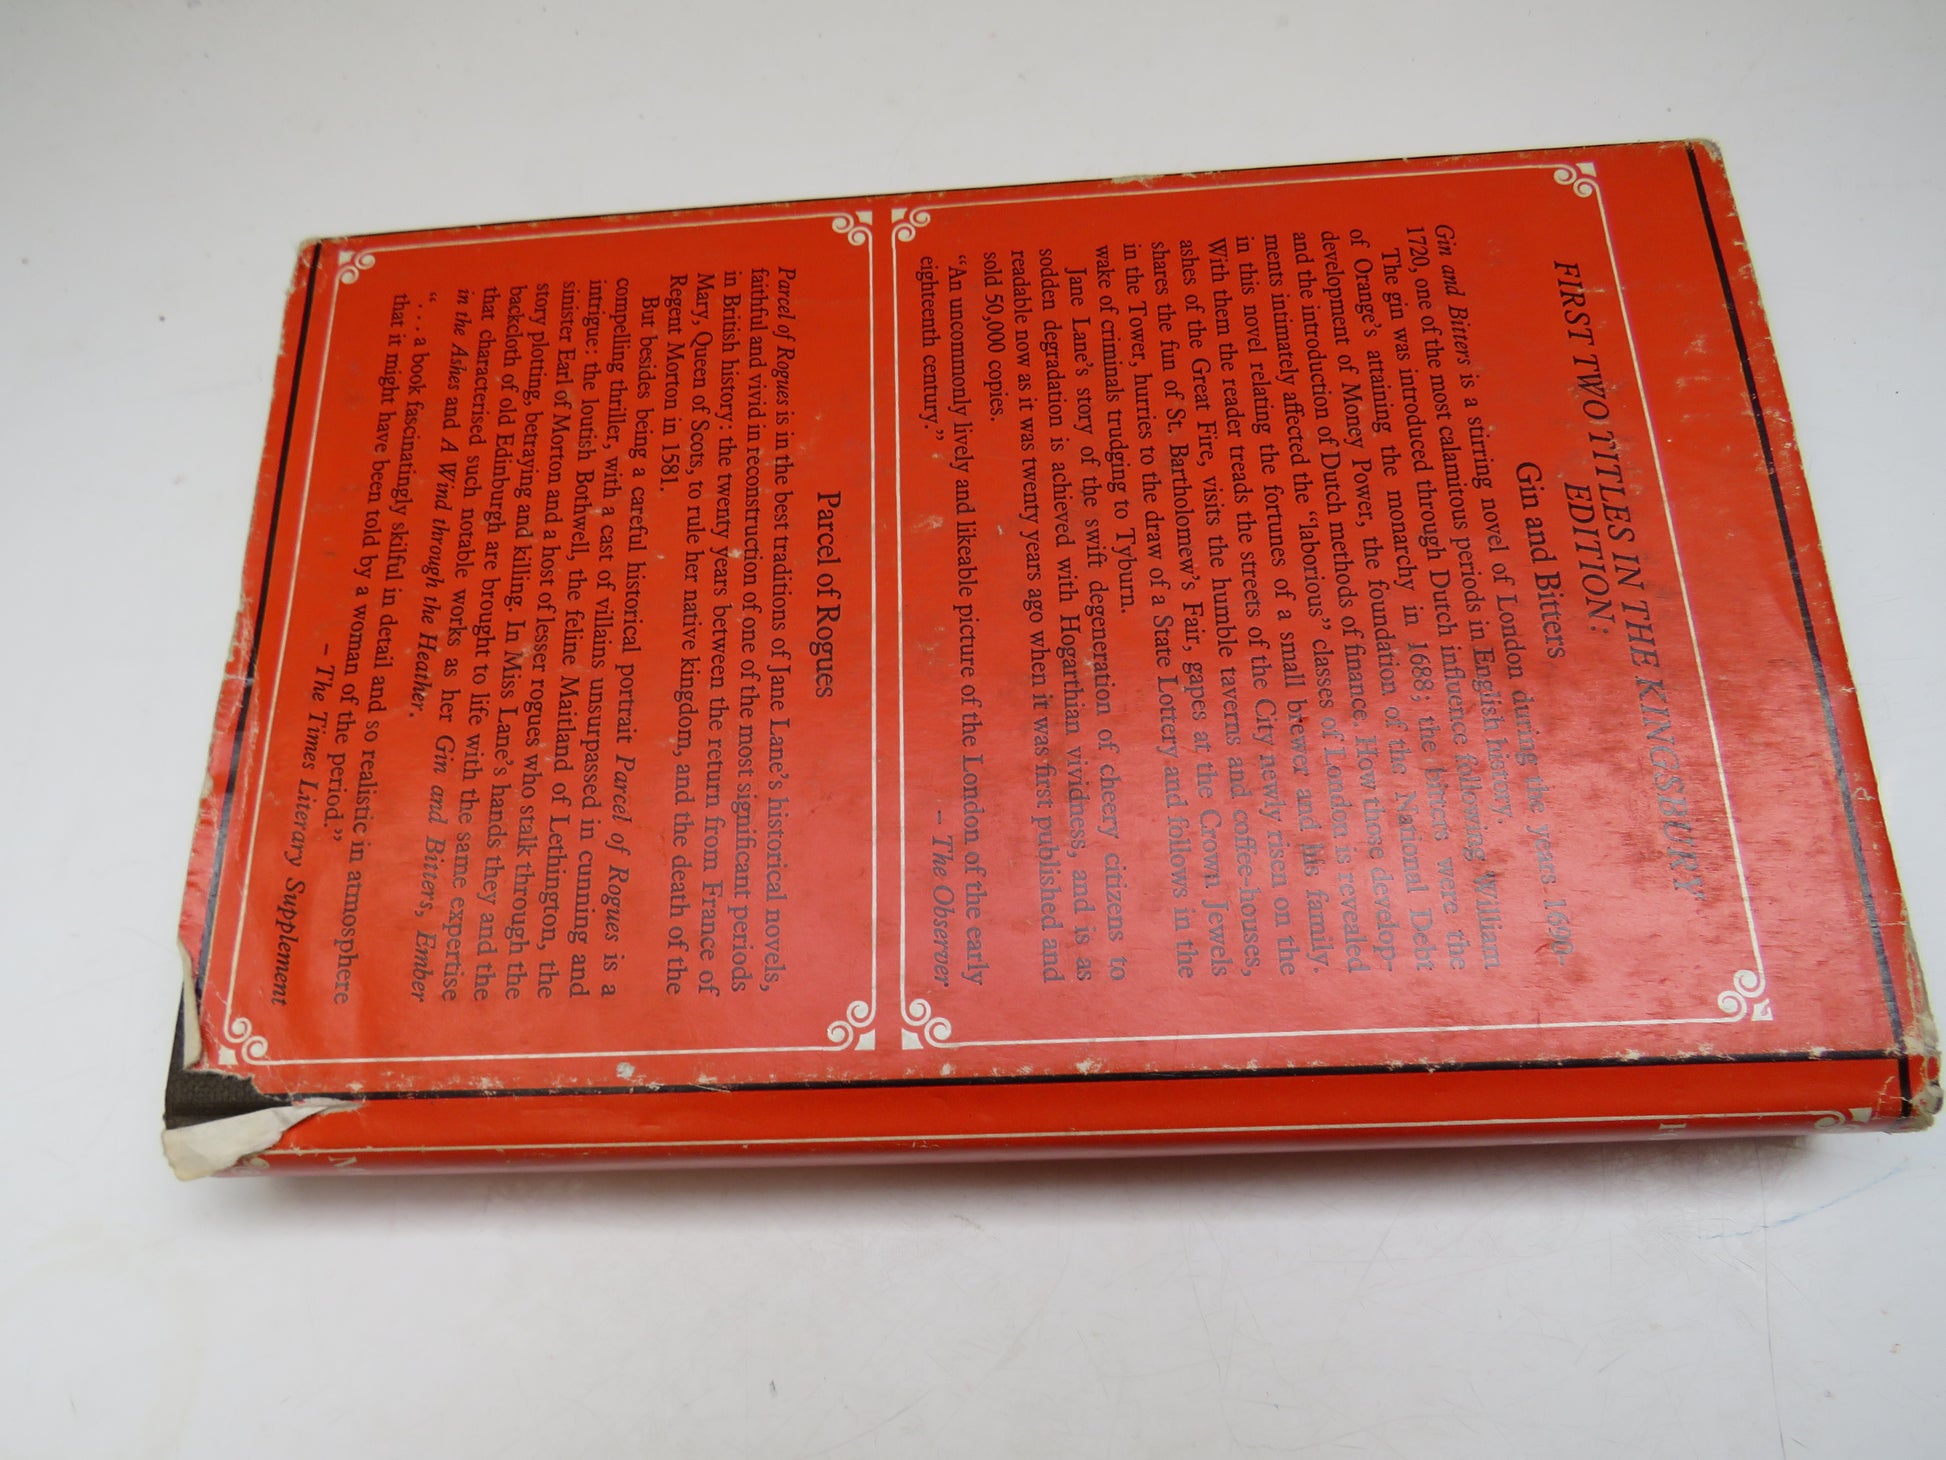 FIRST TWO TITLES IN THE KINGSBURY
EDITION:
Gin and Bitters
Gin and Bitters is a stirring novel of London during the years 1690-
1720, one of the most calamitous periods in English history.
The gin was introduced through Dutch influence following William
of Orange's attaining the monarchy in 1688; the bitters were the
development of Money Power, the foundation of the National Debt
and the introduction of Dutch methods of finance. How those develop-
ments intimately affected the "laborious" classes of London is revealed
in this novel relating the fortunes of a small brewer and his family.
With them the reader treads the streets of the City newly risen on the
ashes of the Great Fire, visits the humble taverns and coffee-houses,
shares the fun of St. Bartholomew's Fair, gapes at the Crown Jewels
in the Tower, hurries to the draw of a State Lottery and follows in the
wake of criminals trudging to Tyburn.
Jane Lane's story of the swift degeneration of cheery citizens to
sodden degradation is achieved with Hogarthian vividness, and is as
readable now as it was twenty years ago when it was first published and
sold 50,000 copies.
"An uncommonly lively and likeable picture of the London of the early
eighteenth century."
– The Observer
Parcel of Rogues
Parcel of Rogues is in the best traditions of Jane Lane's historical novels,
faithful and vivid in reconstruction of one of the most significant periods
in British history: the twenty years between the return from France of
Mary, Queen of Scots, to rule her native kingdom, and the death of the
Regent Morton in 1581.
But besides being a careful historical portrait Parcel of Rogues is a
compelling thriller, with a cast of villains unsurpassed in cunning and
intrigue: the loutish Bothwell, the feline Maitland of Lethington, the
sinister Earl of Morton and a host of lesser rogues who stalk through the
story plotting, betraying and killing. In Miss Lane's hands they and the
backcloth of old Edinburgh are brought to life with the same expertise
that characterised such notable works as her Gin and Bitters, Ember
in the Ashes and A Wind through the Heather.
"...a book fascinatingly skilful in detail and so realistic in atmosphere
that it might have been told by a woman of the period."
– The Times Literary Supplement